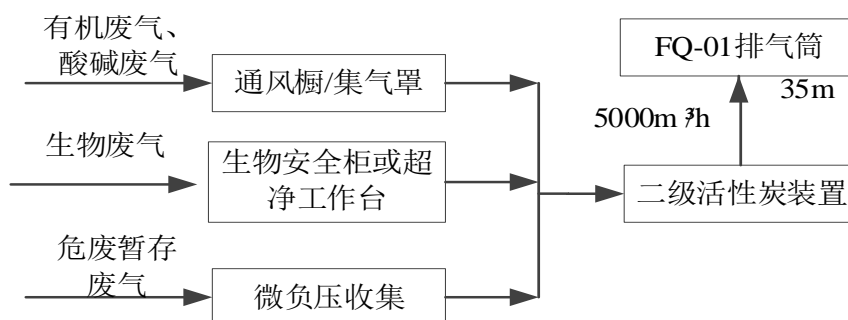 有机废气、
酸碱废气
通风橱/集气罩
FQ-01排气筒
35m
5000m³/h
生物废气
生物安全柜或超
净工作台
二级活性炭装置
危废暂存
废气
微负压收集